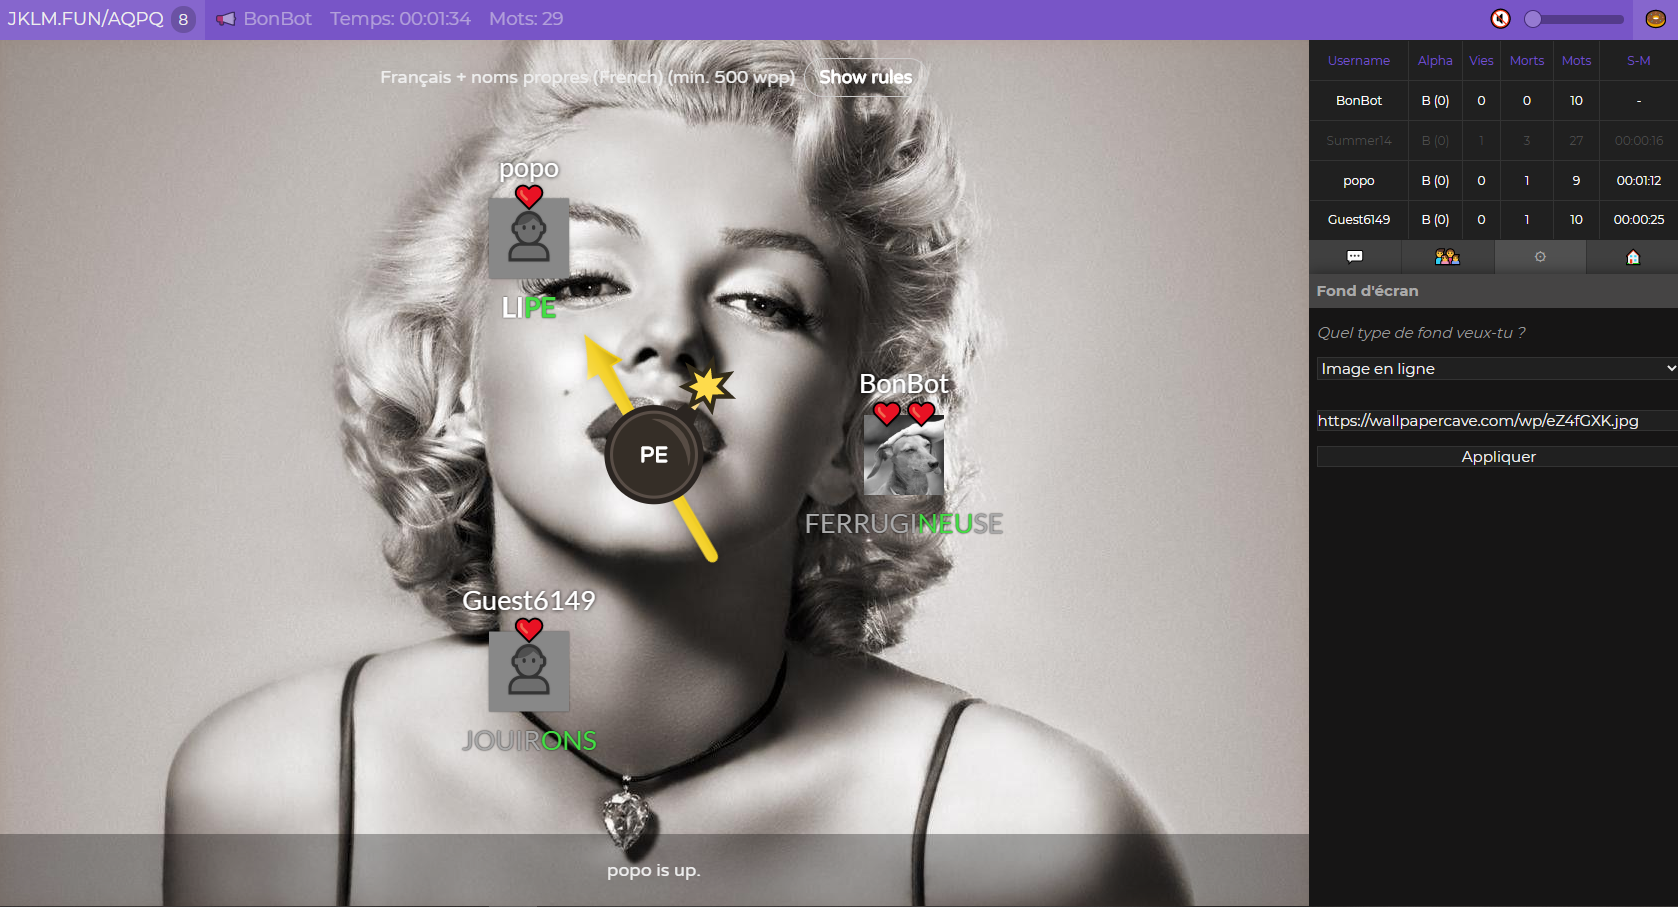 JKLM.FUN/AQPQ 8 BonBot Temps: 00:01:34 Mots: 29
Français + noms propres (French) (min. 500 wpp) Show rules
popo
LIPE
PE
BonBot
FERRUGINEUSE
Guest6149
JOUIRONS
popo is up.
Username Alpha Vies Morts Mots S-M
BonBot B (0) 0 0 10 -
Summer14 B (0) 1 3 27 00:00:16
popo B (0) 0 1 9 00:01:12
Guest6149 B (0) 0 1 10 00:00:25
Fond d'écran
Quel type de fond veux-tu ?
Image en ligne
https://wallpapercave.com/wp/eZ4fGXK.jpg
Appliquer